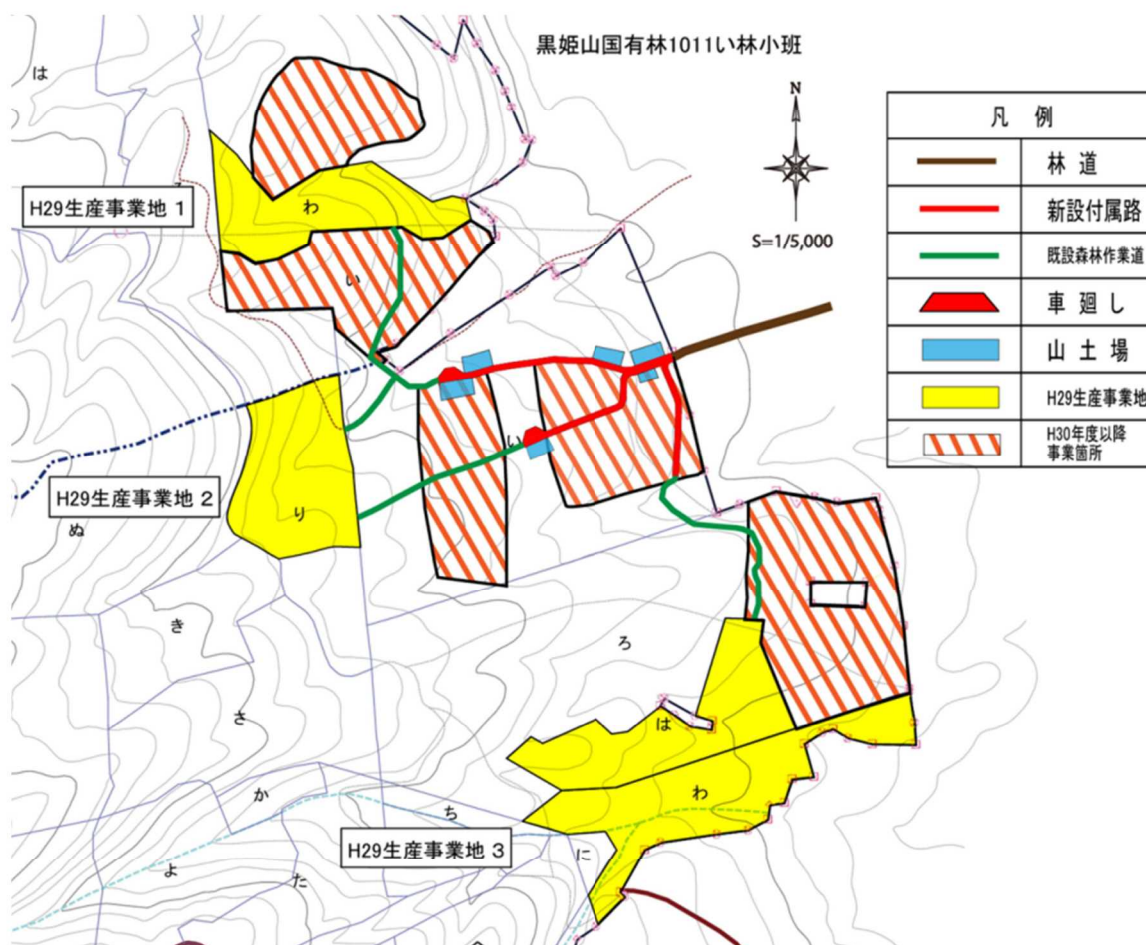 黒姫山国有林1011い林小班
N
S=1/5,000
凡 例
林 道
新設付属路
既設森林作業道
車 廻 し
山 土 場
H29生産事業地
H30年度以降
事業箇所
は
H29生産事業地 1
わ
い
い
H29生産事業地 2
り
ぬ
き
ろ
さ
は
か
ち
わ
H29生産事業地 3
に
よ
た